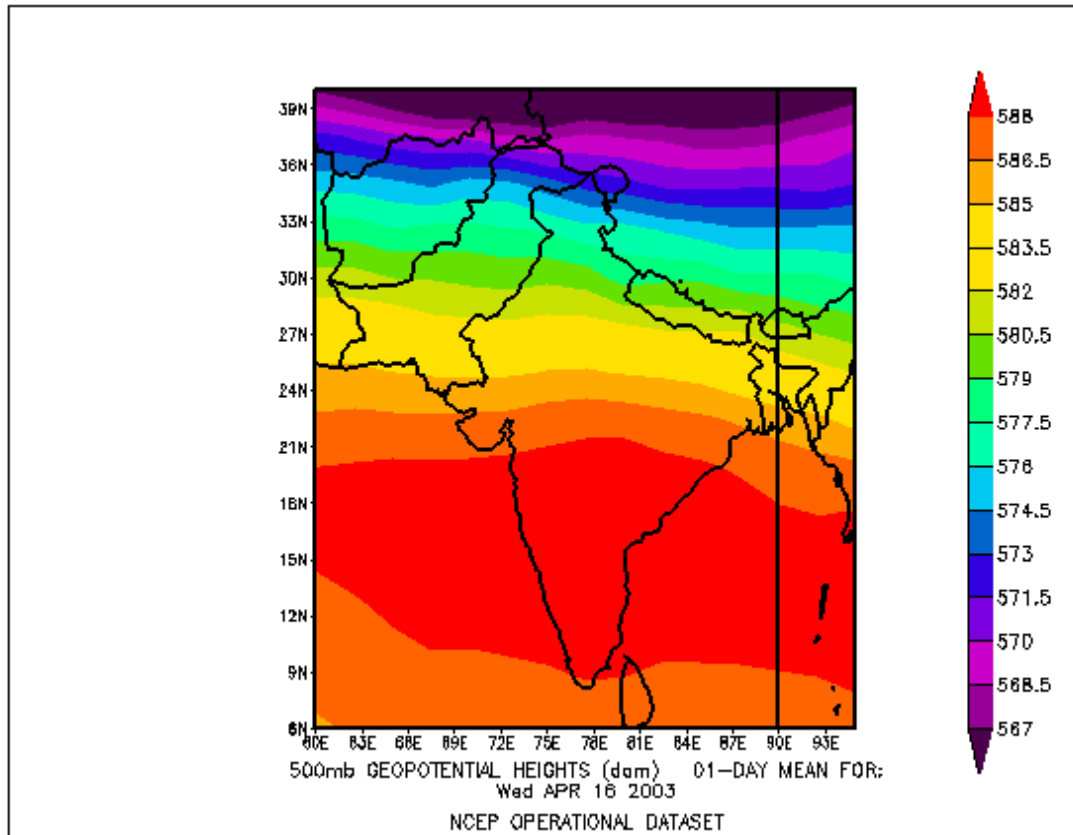 39N
36N
33N
30N
27N
24N
21N
18N
15N
12N
9N
6N
60E 63E 66E 69E 72E 75E 78E 81E 84E 87E 90E 93E
588
586.5
585
583.5
582
580.5
579
577.5
576
574.5
573
571.5
570
568.5
567
500mb GEOPOTENTIAL HEIGHTS (dam) 01-DAY MEAN FOR:
Wed APR 16 2003
NCEP OPERATIONAL DATASET